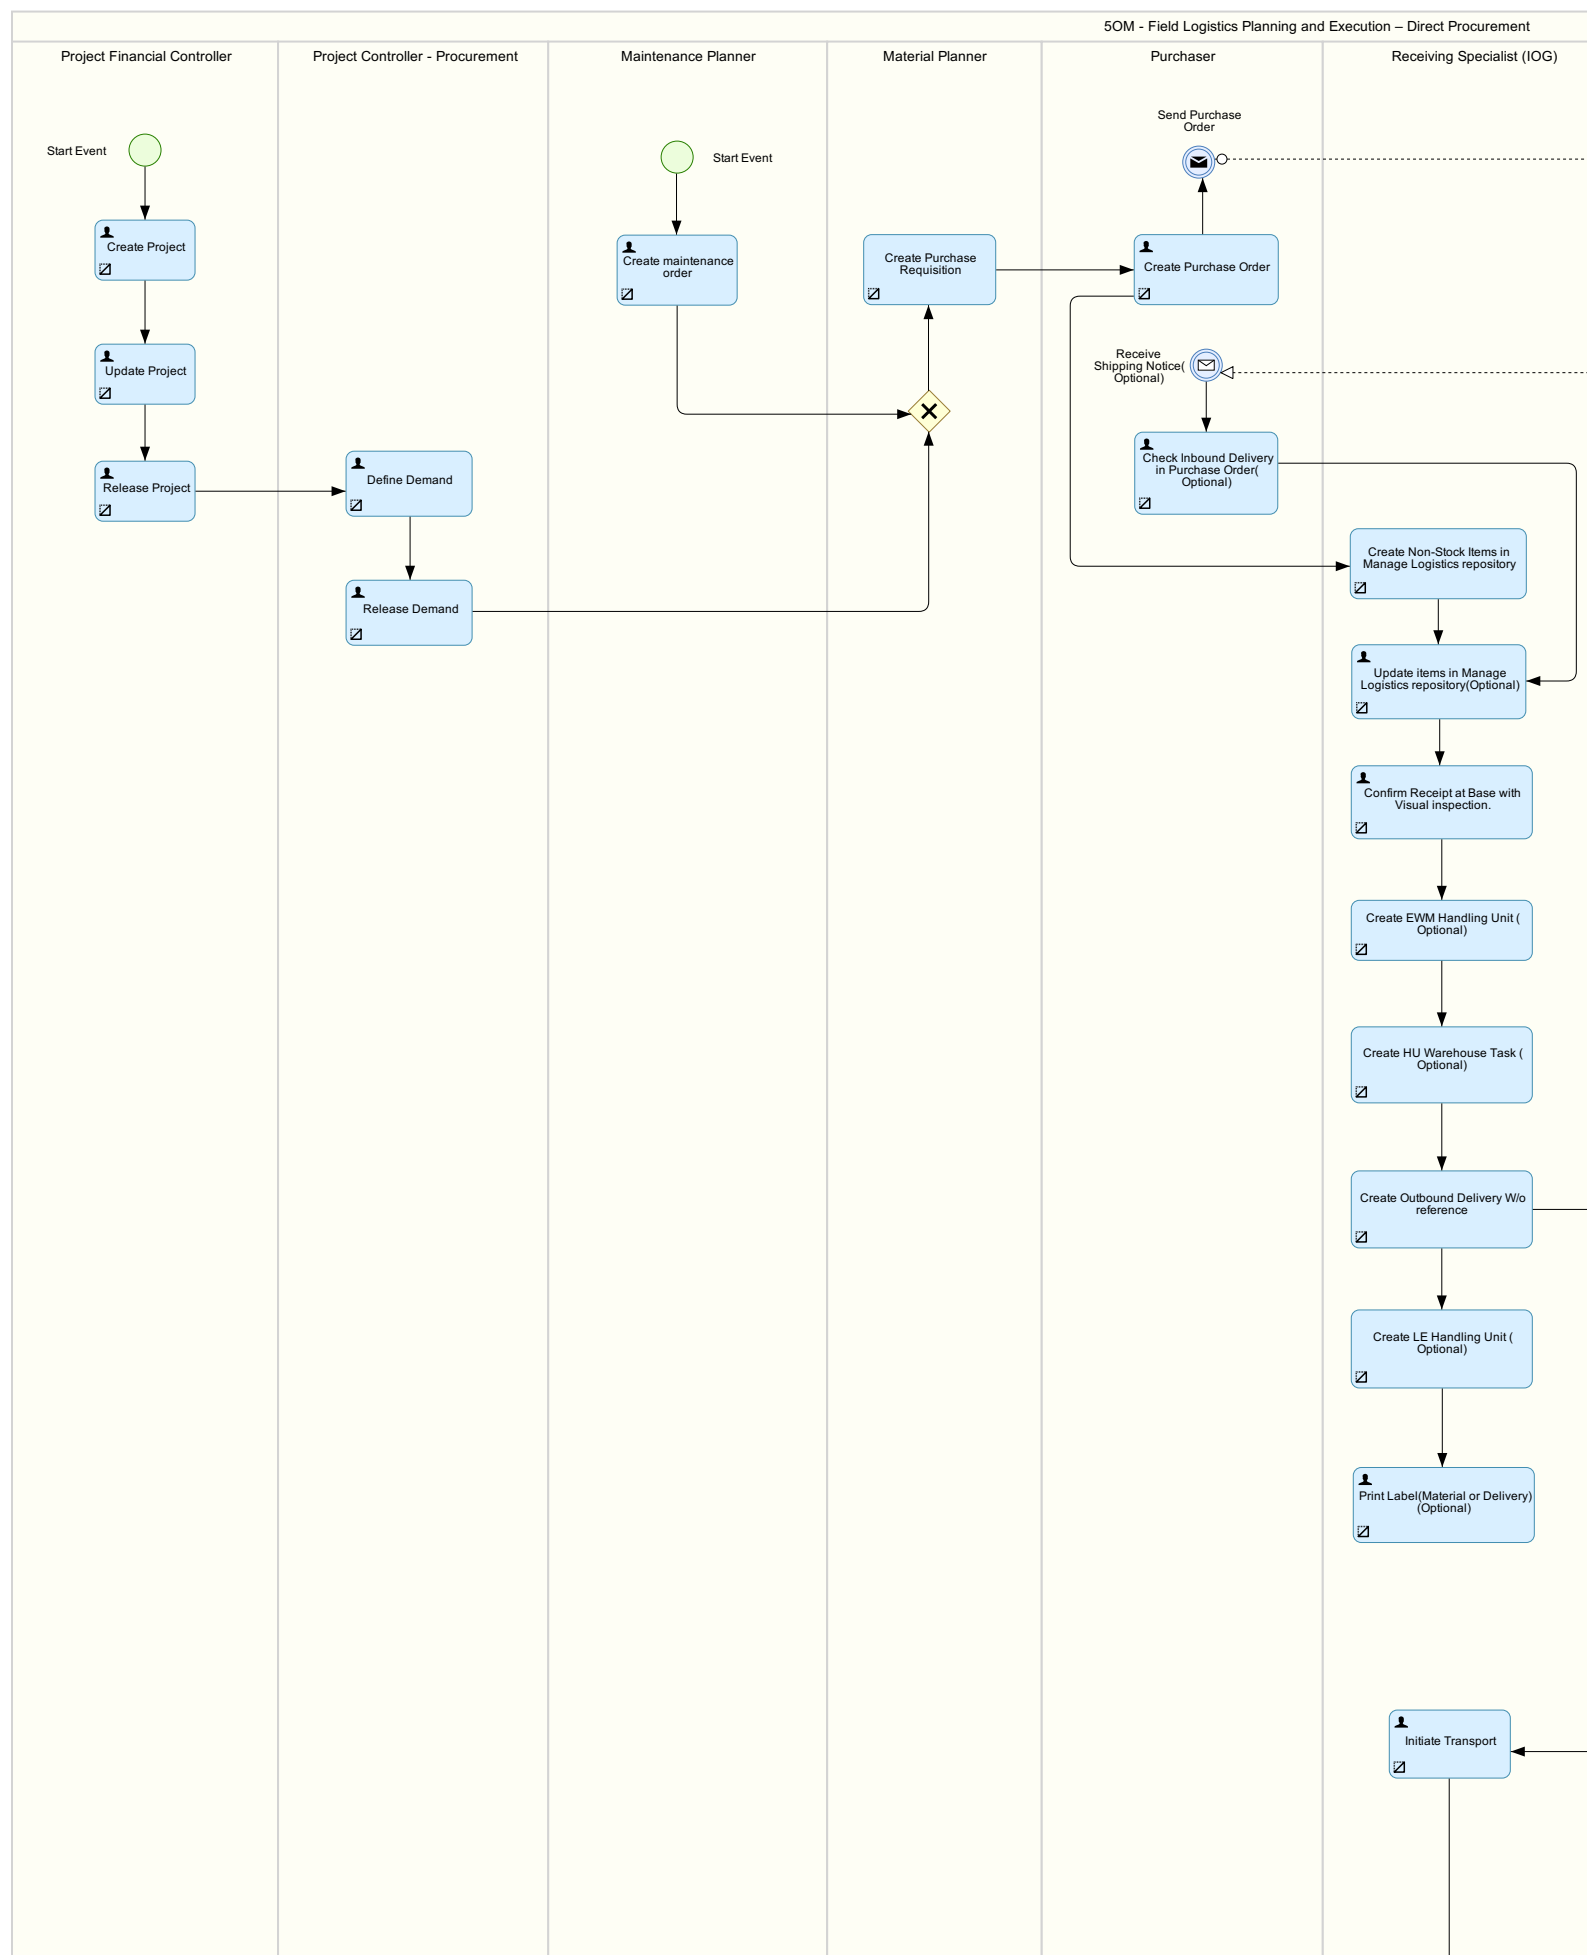 5OM - Field Logistics Planning and Execution – Direct Procurement
Project Financial Controller
Project Controller - Procurement
Maintenance Planner
Material Planner
Purchaser
Receiving Specialist (IOG)
Start Event
Create Project
Update Project
Release Project
Define Demand
Release Demand
Start Event
Create maintenance
order
Create Purchase
Requisition
Send Purchase
Order
Create Purchase Order
Receive
Shipping Notice(
Optional)
Check Inbound Delivery
in Purchase Order(
Optional)
Create Non-Stock Items in
Manage Logistics repository
Update items in Manage
Logistics repository(Optional)
Confirm Receipt at Base with
Visual inspection.
Create EWM Handling Unit (
Optional)
Create HU Warehouse Task (
Optional)
Create Outbound Delivery W/o
reference
Create LE Handling Unit (
Optional)
Print Label(Material or Delivery)
(Optional)
Initiate Transport